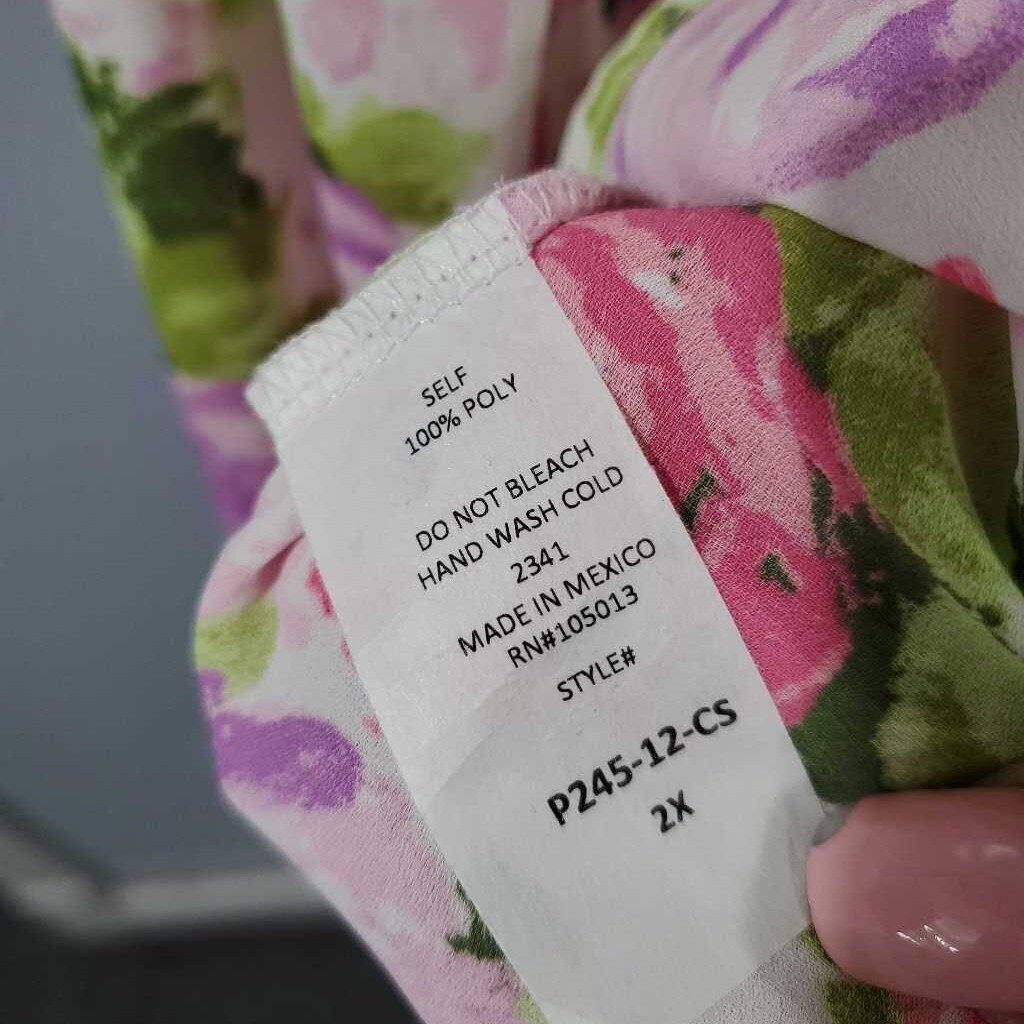 SELF
100% POLY
DO NOT BLEACH
HAND WASH COLD
2341
MADE IN MEXICO
RN#105013
STYLE#
P245-12-CS
2X